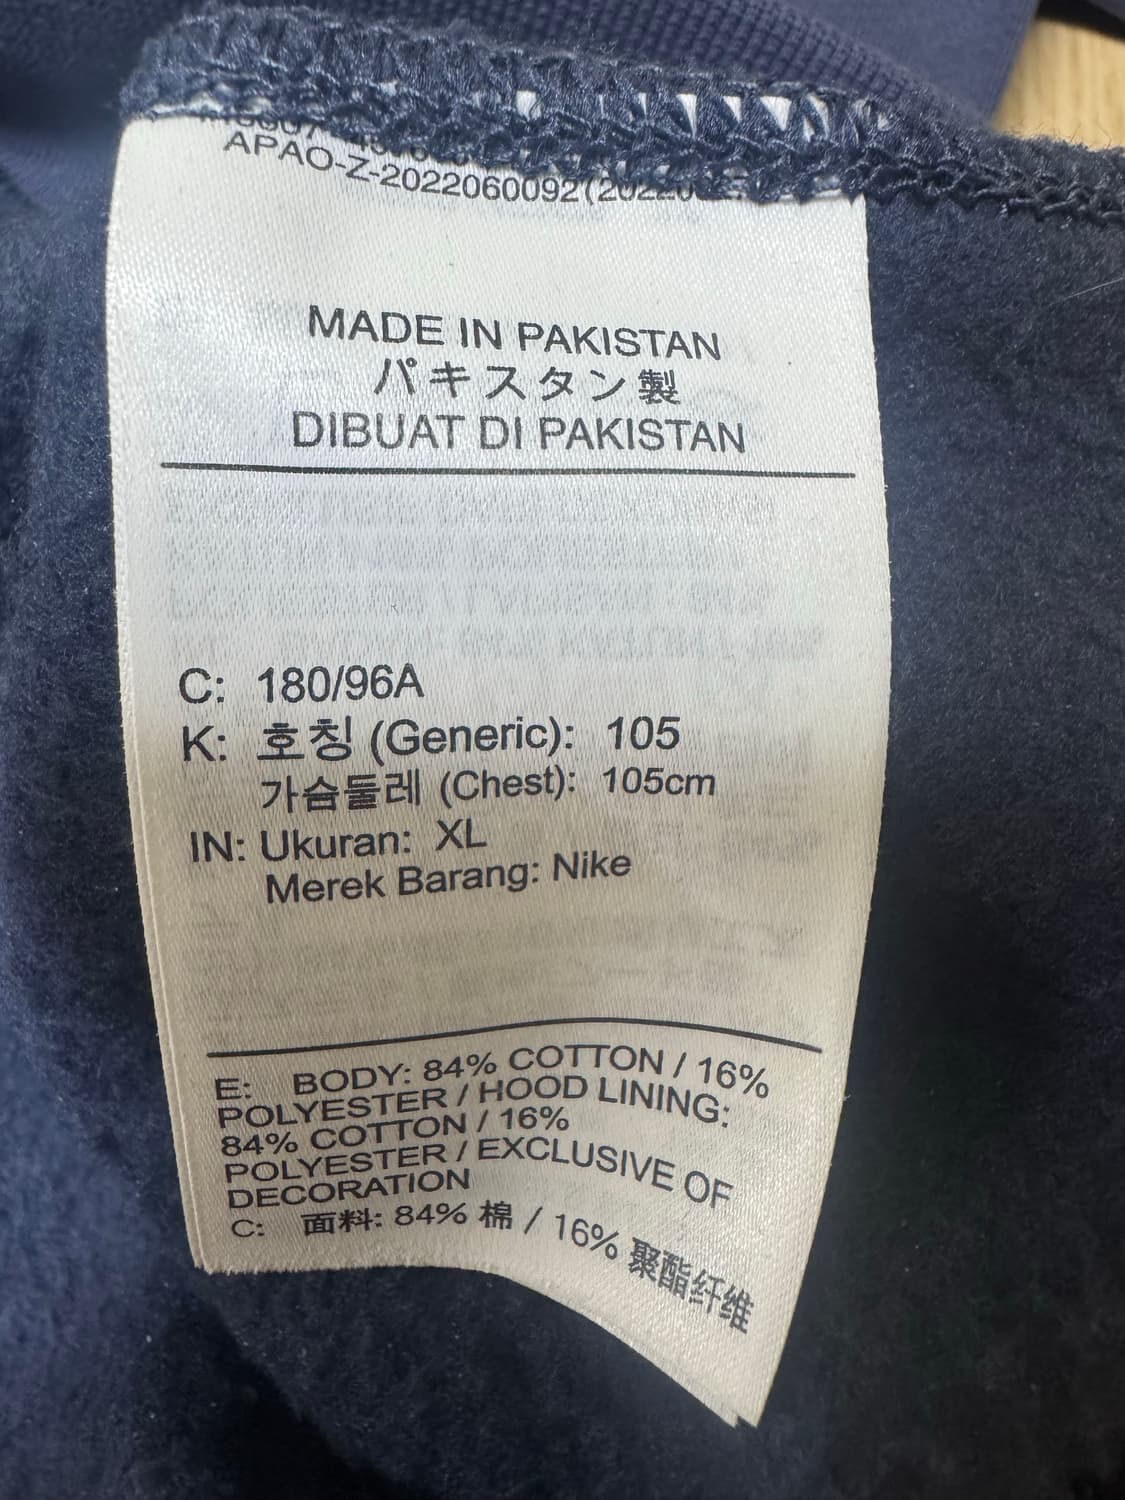 APAO-Z-2022060092(2022
MADE IN PAKISTAN
パキスタン製
DIBUAT DI PAKISTAN
C: 180/96A
K: 호칭 (Generic): 105
가슴둘레 (Chest): 105cm
IN: Ukuran: XL
Merek Barang: Nike
E: BODY: 84% COTTON / 16%
POLYESTER / HOOD LINING:
84% COTTON / 16%
POLYESTER / EXCLUSIVE OF
DECORATION
C: 面料: 84% 棉 / 16% 聚酯纤维